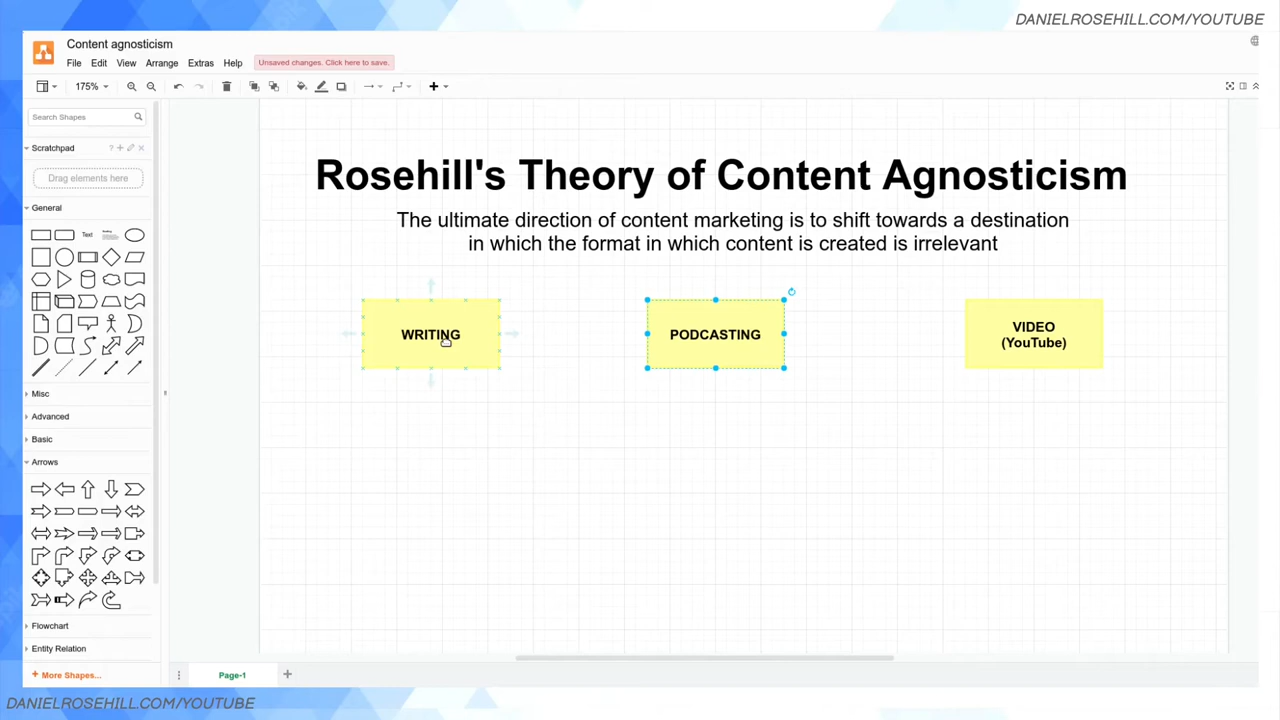 DANIELROSEHILL.COM/YOUTUBE
Content agnosticism
File Edit View Arrange Extras Help Unsaved changes. Click here to save.
175%
Search Shapes
Scratchpad
Drag elements here
General
Text
Misc
Advanced
Basic
Arrows
Flowchart
Entity Relation
+ More Shapes...
Rosehill's Theory of Content Agnosticism
The ultimate direction of content marketing is to shift towards a destination
in which the format in which content is created is irrelevant
WRITING
PODCASTING
VIDEO
(YouTube)
Page-1
DANIELROSEHILL.COM/YOUTUBE